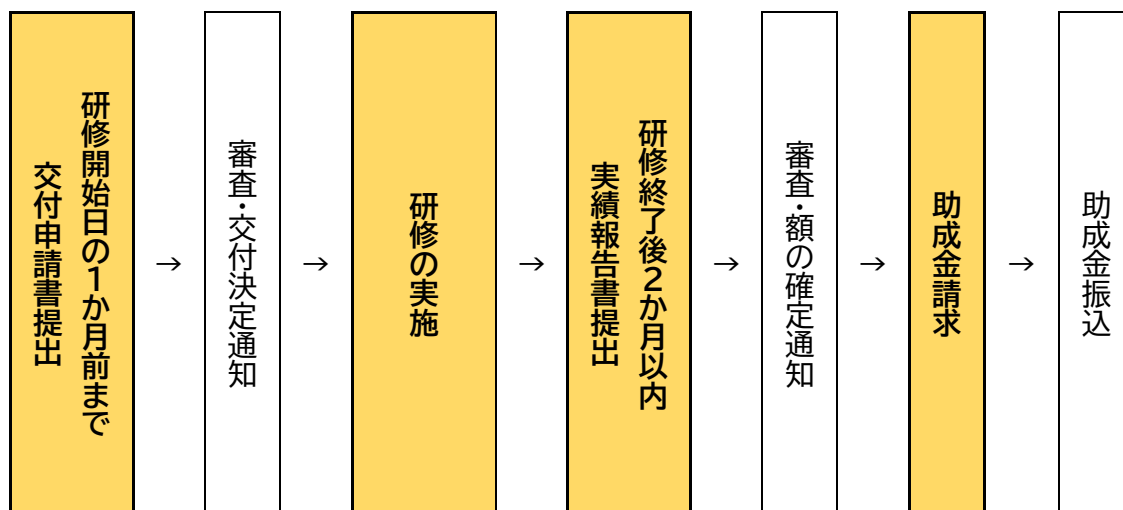 研修開始日の1か月前まで
交付申請書提出
→
審査・交付決定通知
→
研修の実施
→
研修終了後2か月以内
実績報告書提出
→
審査・額の確定通知
→
助成金請求
→
助成金振込